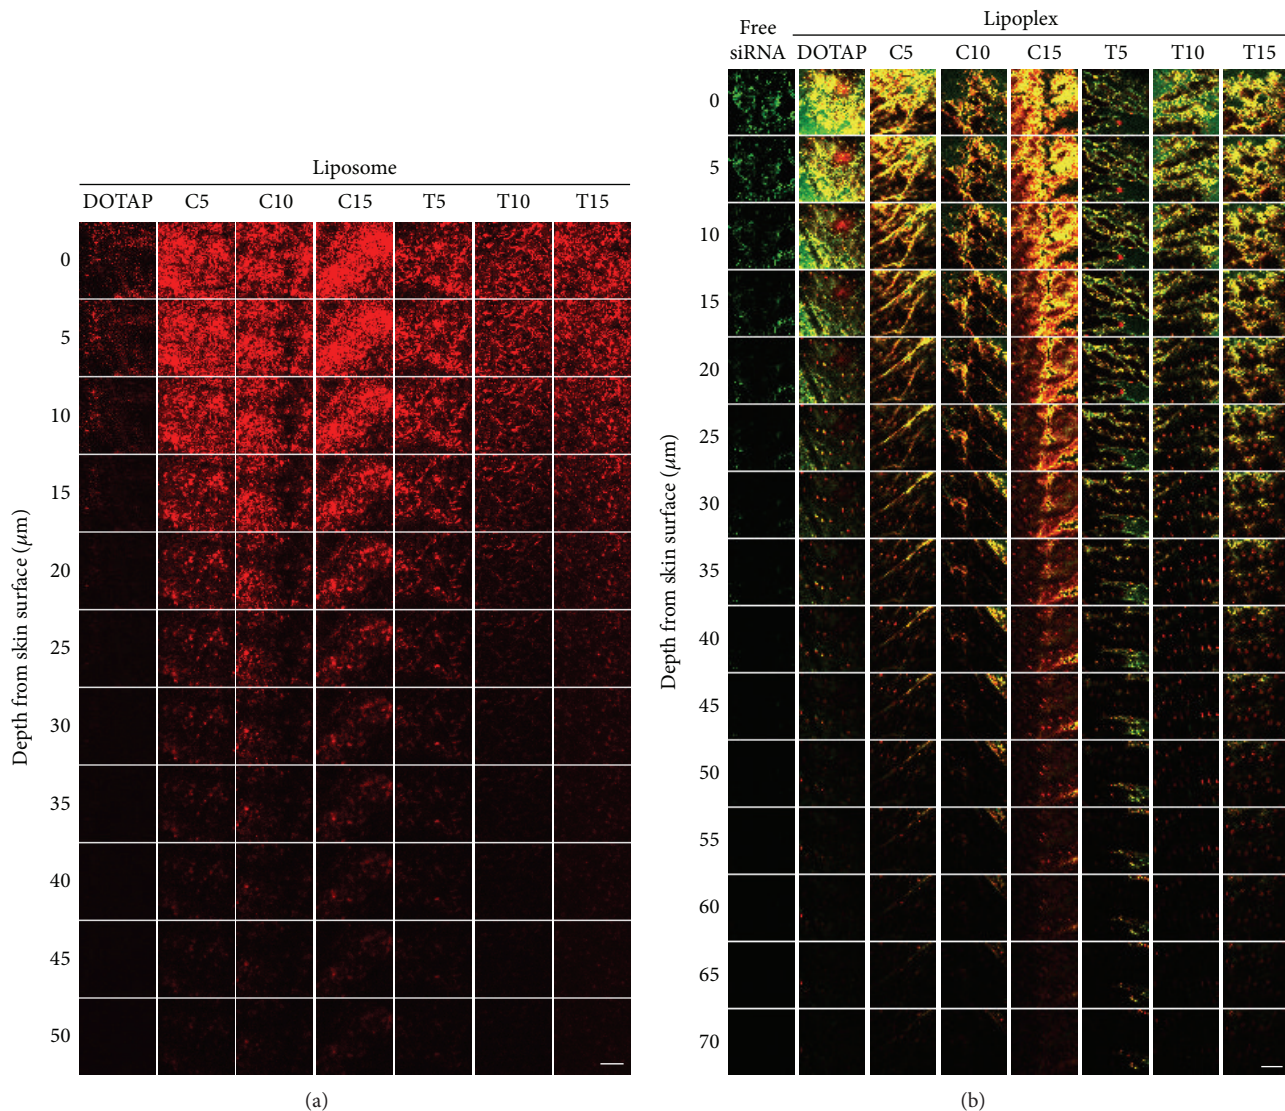 Liposome
DOTAP C5 C10 C15 T5 T10 T15
Depth from skin surface (μm)
0
5
10
15
20
25
30
35
40
45
50
(a)
Lipoplex
Free
siRNA DOTAP C5 C10 C15 T5 T10 T15
Depth from skin surface (μm)
0
5
10
15
20
25
30
35
40
45
50
55
60
65
70
(b)